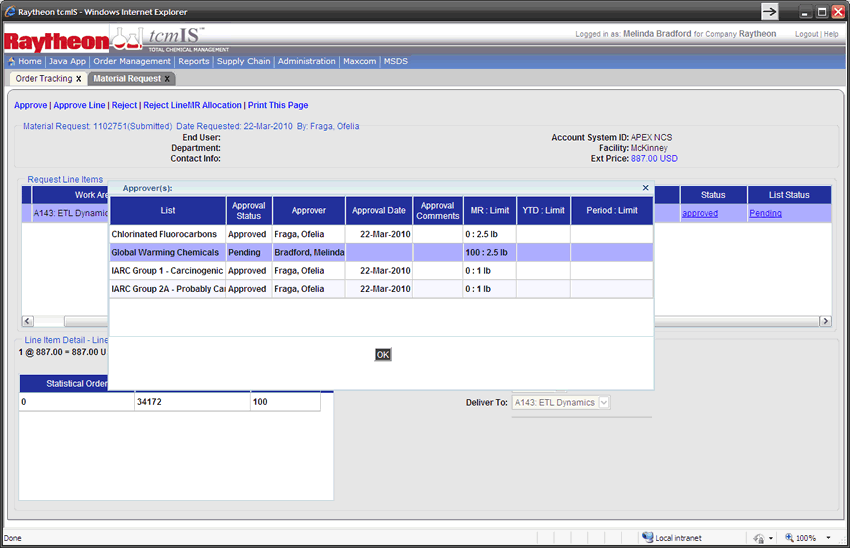 Raytheon tcmIS - Windows Internet Explorer
Raytheon tcmIS™
TOTAL CHEMICAL MANAGEMENT
Logged in as: Melinda Bradford for Company Raytheon Logout | Help
Home | Java App | Order Management | Reports | Supply Chain | Administration | Maxcom | MSDS
Order Tracking x Material Request x
Approve | Approve Line | Reject | Reject LineMR Allocation | Print This Page
Material Request: 1102751(Submitted) Date Requested: 22-Mar-2010 By: Fraga, Ofelia
End User: Account System ID: APEX NCS
Department: Facility: McKinney
Contact Info: Ext Price: 887.00 USD
Request Line Items
Work Are Status List Status
A143: ETL Dynamic approved Pending
Approver(s): x
List Approval Status Approver Approval Date Approval Comments MR : Limit YTD : Limit Period : Limit
Chlorinated Fluorocarbons Approved Fraga, Ofelia 22-Mar-2010 0 : 2.5 lb
Global Warming Chemicals Pending Bradford, Melinda 100 : 2.5 lb
IARC Group 1 - Carcinogenic Approved Fraga, Ofelia 22-Mar-2010 0 : 1 lb
IARC Group 2A - Probably Car Approved Fraga, Ofelia 22-Mar-2010 0 : 1 lb
OK
Line Item Detail - Line
1 @ 887.00 = 887.00 U
Statistical Order
0 34172 100
Deliver To: A143: ETL Dynamics
Done Local intranet 100%